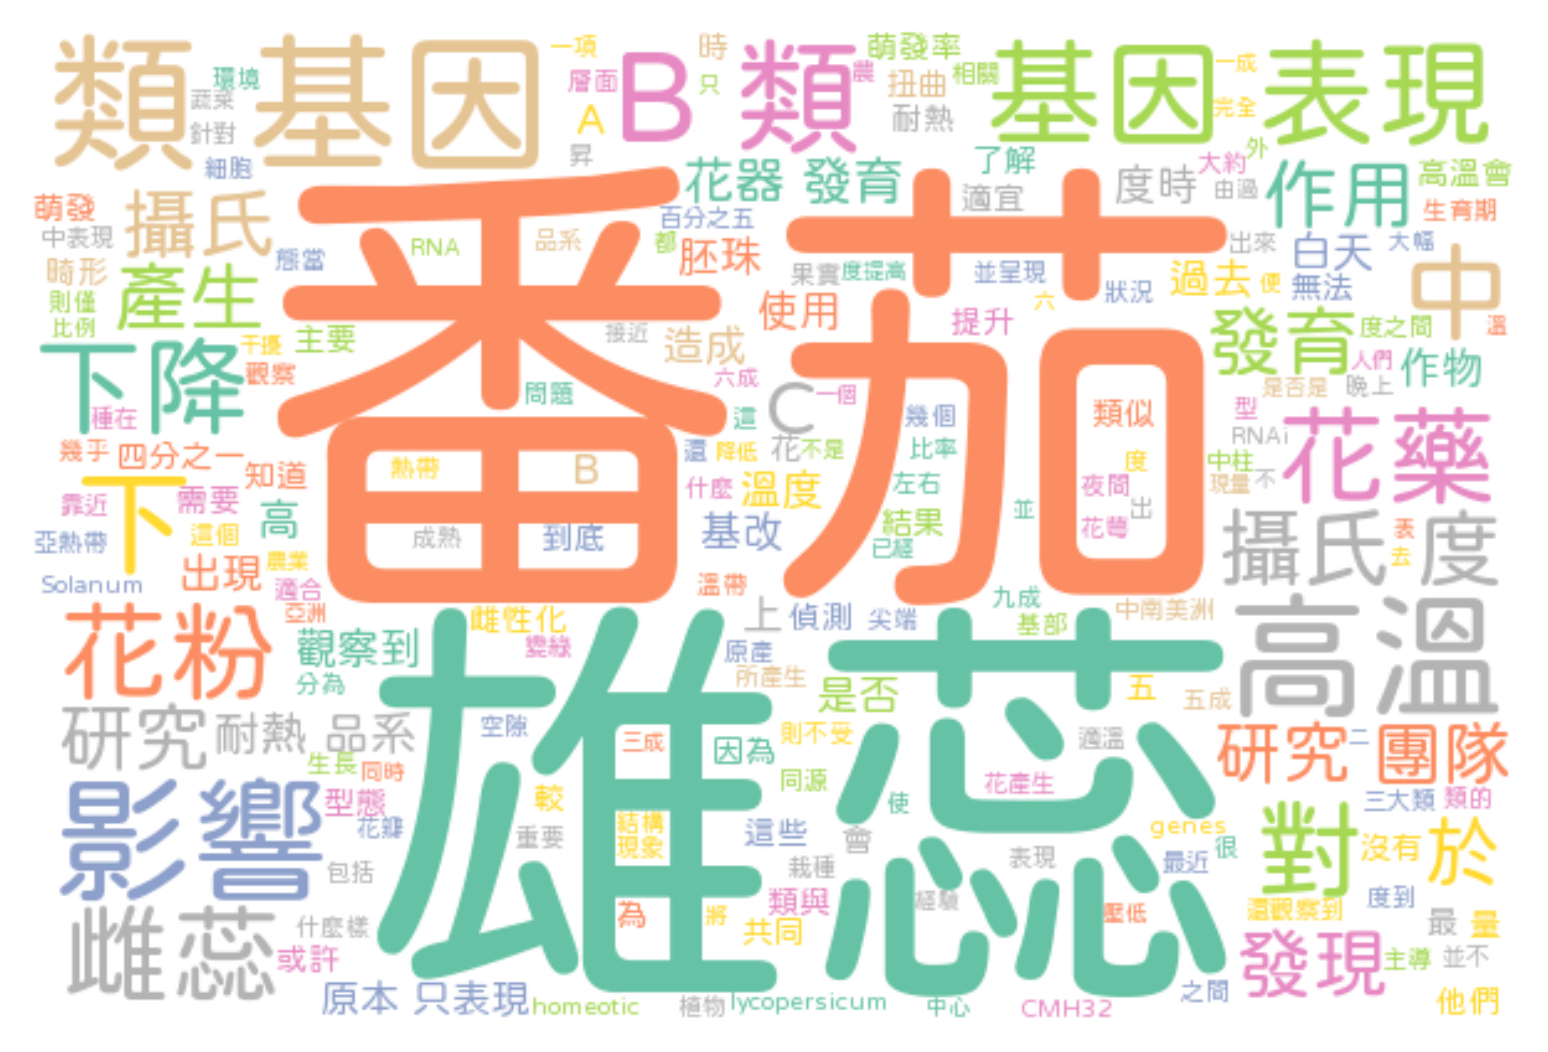 類 基因 B 類 基因 表現
一項 時 萌發率 一成
環境 層面 只 農 扭曲 相關
蔬菜 A 耐熱 完全
針對 昇 外
細胞 花器 發育 了解 大約 作用 高溫會
萌發 攝氏 適宜 度時 由過 生育期
中表現 RNA 品系 百分之五 都 出來 白天 大幅
畸形 態當 胚珠 果實 度提高 並呈現 過去 便 無法 中
則僅 產生 使用 六 狀況
比例 主要 接近 造成 提升 發育 度之間 溫
下降 干擾 觀察 番茄 人們 作物
問題 六成 C 一個 是否是 晚上
種在 這 幾個 類似 型
幾乎 四分之一 還 降低 花 不是 比率 RNAi 花藥
下 知道 熱帶 B 什麼 溫度 左右 度 中柱
靠近 需要 夜間 現量 不
亞熱帶 這個 高 成熟 到底 基改 結果 並 花萼 出 攝氏 度
已經 表 去
Solanum 出現 農業 適合 溫帶
花粉 亞洲 雌性化 上 偵測 尖端 九成 中南美洲 高溫
觀察到 變綠 原產 基部
分為 所產生 是否 五 五成
研究 耐熱 品系 空隙 三成 因為 則不受 適溫 研究 二 團隊
生長 同時 雄蕊 同源 花產生
影響 型態 較 使 三大類 類的
花瓣 重要 結構 這些 會 genes 很 對 沒有 於
現象 表現 最近
包括 栽種 度到
雌蕊 什麼樣 為 將 類與 經驗 壓低 還觀察到 最 量
或許 共同 發現 主導 並不
原本 只表現 homeotic 植物 lycopersicum 中心 CMH32 之間 他們